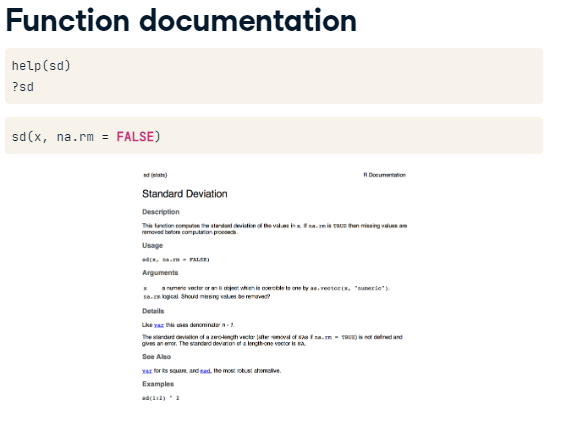 Function documentation
help(sd)
?sd
sd(x, na.rm = FALSE)
sd {stats}
R Documentation
Standard Deviation
Description
This function computes the standard deviation of the values in x. If na.rm is TRUE then missing values are
removed before computation proceeds.
Usage
sd(x, na.rm = FALSE)
Arguments
x a numeric vector or an R object which is coercible to one by as.vector(x, "numeric").
na.rm logical. Should missing values be removed?
Details
Like var this uses denominator n - 1.
The standard deviation of a zero-length vector (after removal of NAs if na.rm = TRUE) is not defined and
gives an error. The standard deviation of a length-one vector is NA.
See Also
var for its square, and mad, the most robust alternative.
Examples
sd(1:2) ^ 2